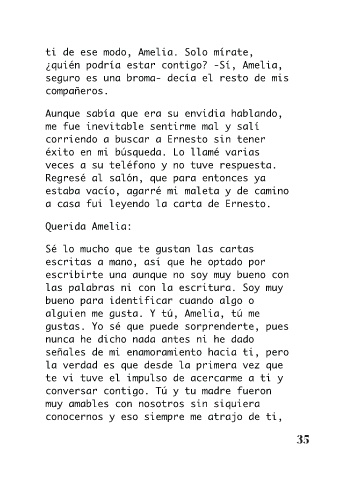 ti de ese modo, Amelia. Solo mírate,
¿quién podría estar contigo? -Sí, Amelia,
seguro es una broma- decia el resto de mis
compañeros.
Aunque sabía que era su envidia hablando,
me fue inevitable sentirme mal y salí
corriendo a buscar a Ernesto sin tener
éxito en mi búsqueda. Lo llamé varias
veces a su teléfono y no tuve respuesta.
Regresé al salón, que para entonces ya
estaba vacío, agarré mi maleta y de camino
a casa fui leyendo la carta de Ernesto.
Querida Amelia:
Sé lo mucho que te gustan las cartas
escritas a mano, así que he optado por
escribirte una aunque no soy muy bueno con
las palabras ni con la escritura. Soy muy
bueno para identificar cuando algo o
alguien me gusta. Y tú, Amelia, tú me
gustas. Yo sé que puede sorprenderte, pues
nunca he dicho nada antes ni he dado
señales de mi enamoramiento hacia ti, pero
la verdad es que desde la primera vez que
te vi tuve el impulso de acercarme a ti y
conversar contigo. Tú y tu madre fueron
muy amables con nosotros sin siquiera
conocernos y eso siempre me atrajo de ti,
35